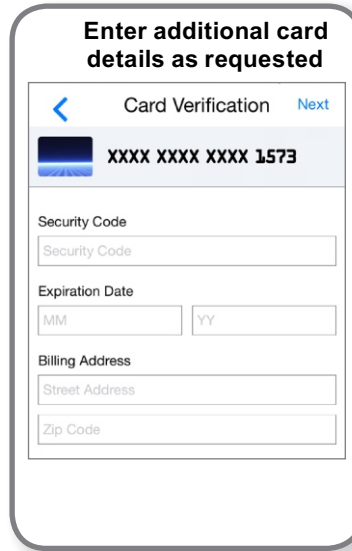 Enter additional card
details as requested
Card Verification Next
XXXX XXXX XXXX 1573
Security Code
Security Code
Expiration Date
MM YY
Billing Address
Street Address
Zip Code